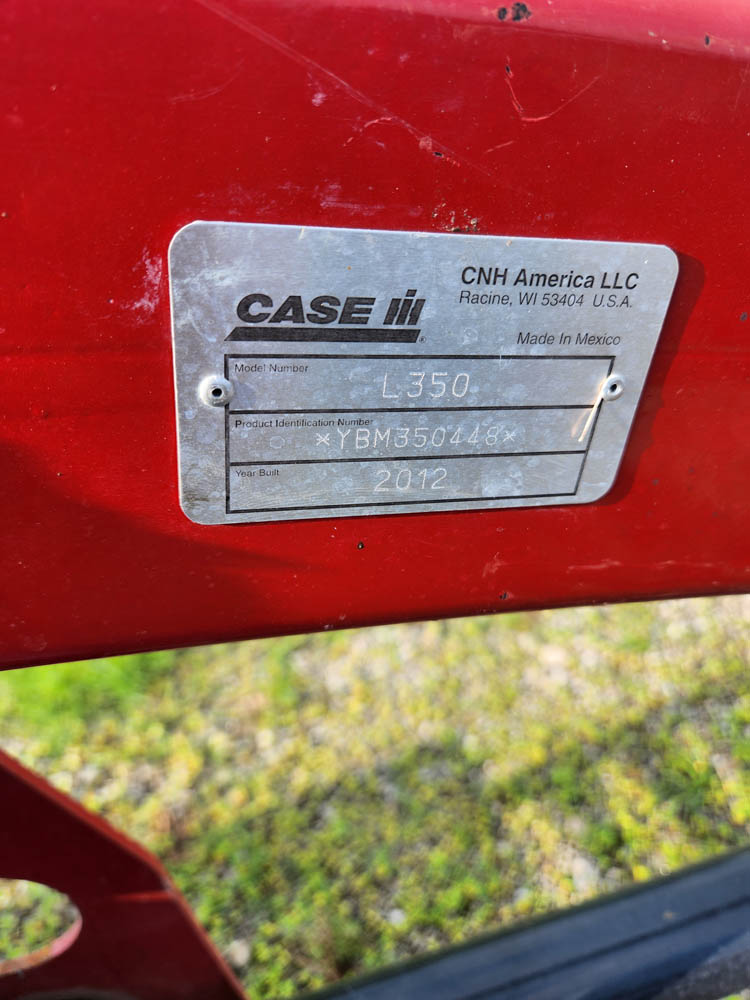 CNH America LLC
Racine, WI 53404 U.S.A.
CASE IH
Made In Mexico
Model Number
L350
Product Identification Number
*YBM350448*
Year Built
2012